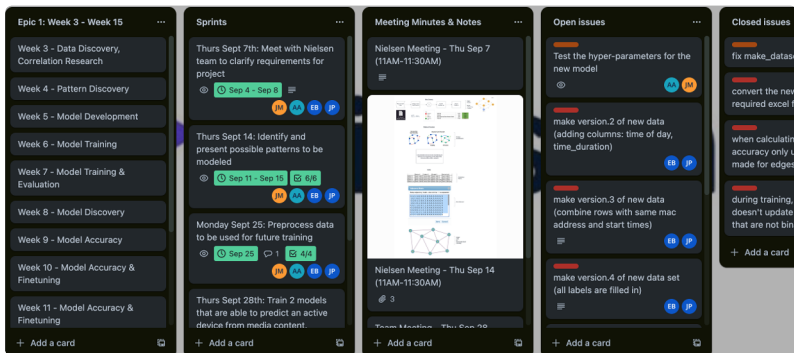 Epic 1: Week 3 - Week 15
Week 3 - Data Discovery,
Correlation Research
Week 4 - Pattern Discovery
Week 5 - Model Development
Week 6 - Model Training
Week 7 - Model Training &
Evaluation
Week 8 - Model Discovery
Week 9 - Model Accuracy
Week 10 - Model Accuracy &
Finetuning
Week 11 - Model Accuracy &
Finetuning
+ Add a card
Sprints
Thurs Sept 7th: Meet with Nielsen
team to clarify requirements for
project
Sep 4 - Sep 8
JM AA EB JP
Thurs Sept 14: Identify and
present possible patterns to be
modeled
Sep 11 - Sep 15 6/6
JM AA EB JP
Monday Sept 25: Preprocess data
to be used for future training
Sep 25 1 4/4
JM AA EB JP
Thurs Sept 28th: Train 2 models
that are able to predict an active
device from media content.
+ Add a card
Meeting Minutes & Notes
Nielsen Meeting - Thu Sep 7
(11AM-11:30AM)
Nielsen Meeting - Thu Sep 14
(11AM-11:30AM)
3
Team Meeting - Thu Sep 28
+ Add a card
Open issues
Test the hyper-parameters for the
new model
AA JM
make version.2 of new data
(adding columns: time of day,
time_duration)
EB JP
make version.3 of new data
(combine rows with same mac
address and start times)
EB JP
make version.4 of new data set
(all labels are filled in)
EB JP
+ Add a card
Closed issues
fix make_datase
convert the new
required excel f
when calculatin
accuracy only u
made for edges
during training,
doesn't update
that are not bin
+ Add a card